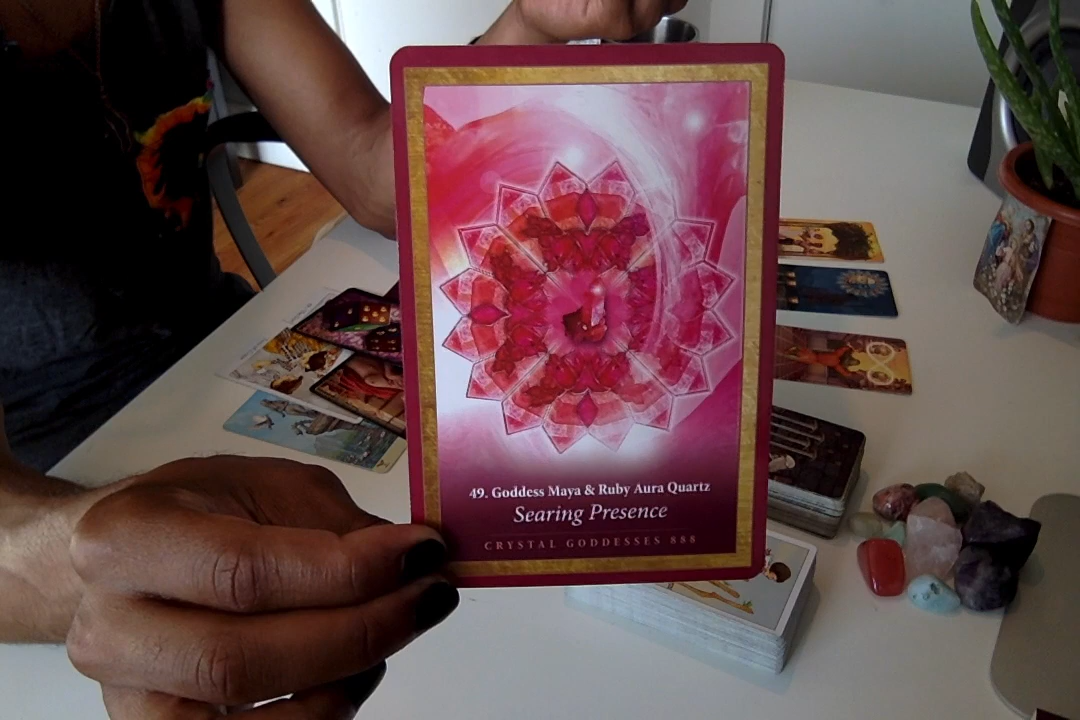 49. Goddess Maya & Ruby Aura Quartz
Searing Presence
CRYSTAL GODDESSES 888